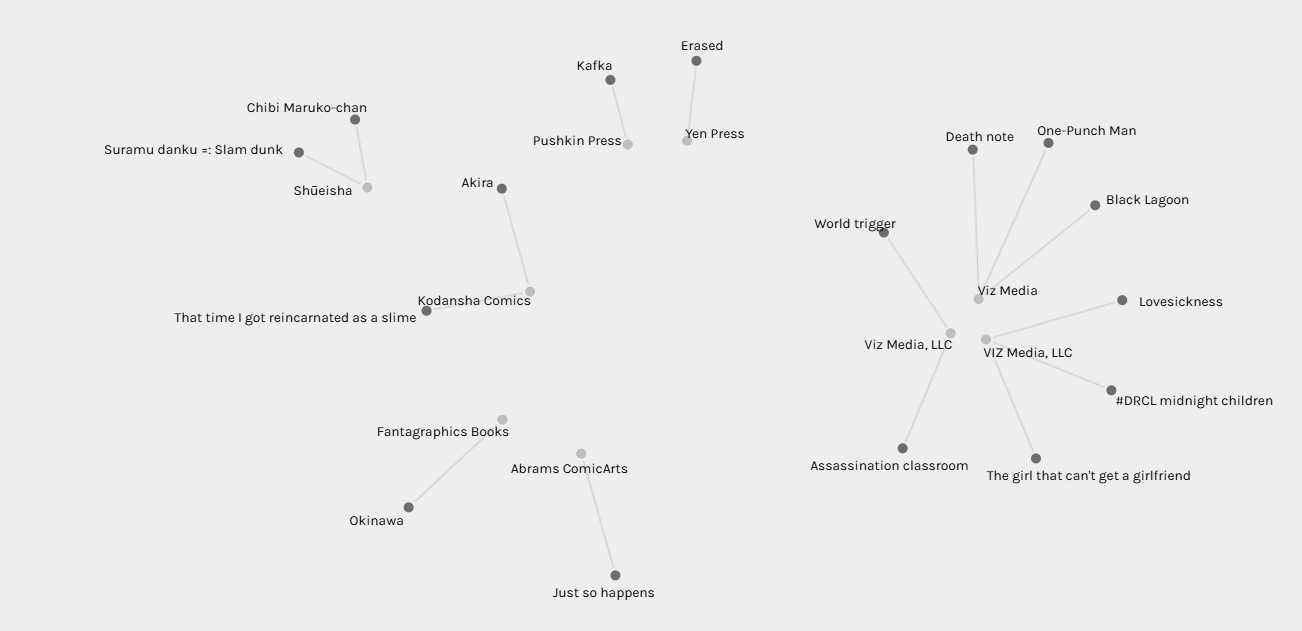 Erased
Kafka
Chibi Maruko-chan
Death note
One-Punch Man
Yen Press
Pushkin Press
Suramu danku =: Slam dunk
Akira
Shūeisha
Black Lagoon
World trigger
Viz Media
Kodansha Comics
Lovesickness
That time I got reincarnated as a slime
Viz Media, LLC
VIZ Media, LLC
#DRCL midnight children
Fantagraphics Books
Abrams ComicArts
Assassination classroom
The girl that can't get a girlfriend
Okinawa
Just so happens